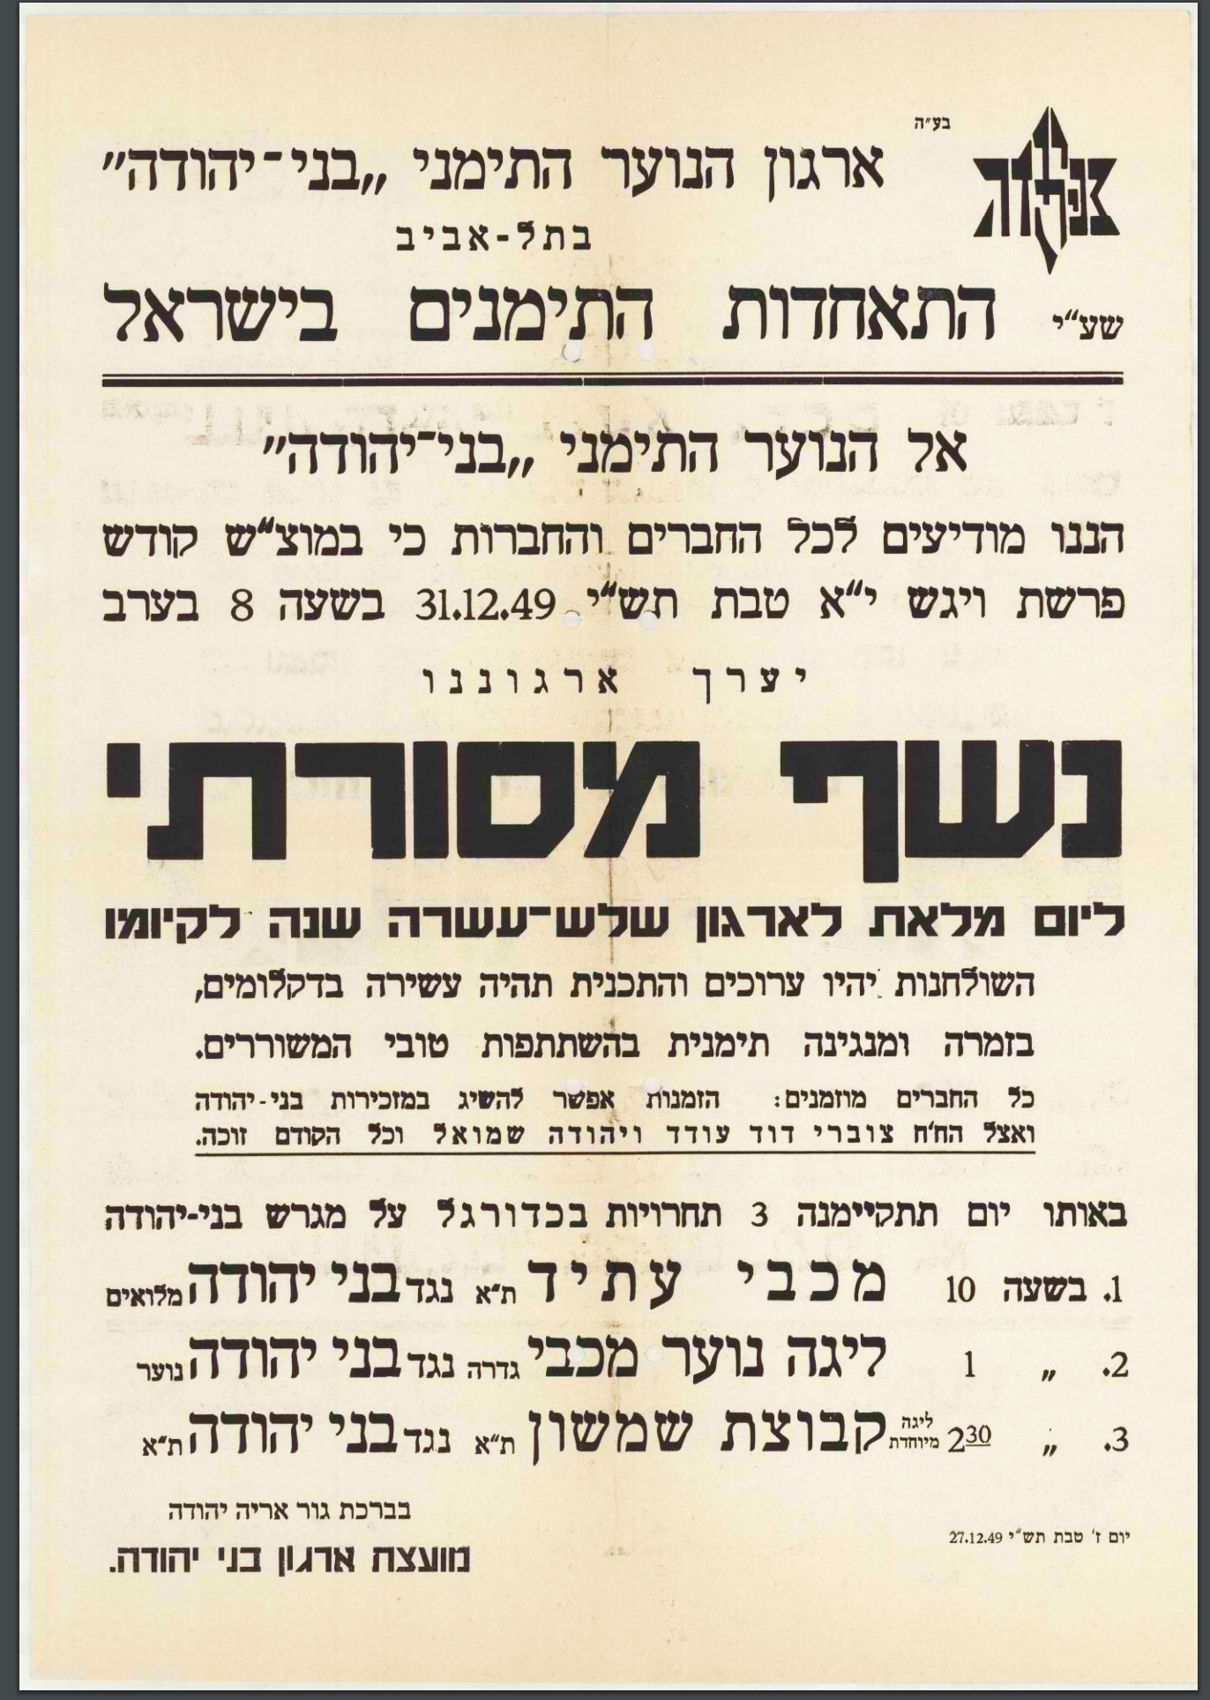 בע״ה
ארגון הנוער התימני „בני-יהודה”
בתל-אביב
שע״י התאחדות התימנים בישראל
אל הנוער התימני „בני-יהודה”
הננו מודיעים לכל החברים והחברות כי במוצ״ש קודש
פרשת ויגש י״א טבת תש״י 31.12.49 בשעה 8 בערב
יערך ארגוננו
נשף מסורתי
ליום מלאת לארגון שלש-עשרה שנה לקיומו
השולחנות יהיו ערוכים והתכנית תהיה עשירה בדקלומים,
בזמרה ומנגינה תימנית בהשתתפות טובי המשוררים.
כל החברים מוזמנים: הזמנות אפשר להשיג במזכירות בני-יהודה
ואצל הח׳ח צוברי דוד עודד ויהודה שמואל וכל הקודם זוכה.
באותו יום תתקיימנה 3 תחרויות בכדורגל על מגרש בני-יהודה
1. בשעה 10 מכבי עתיד ת״א נגד בני יהודה מלואים
2. „ 1 ליגה נוער מכבי גדרה נגד בני יהודה נוער
3. „ 2³⁰ ליגה מיוחדת קבוצת שמשון ת״א נגד בני יהודה ת״א
בברכת גור אריה יהודה
יום ז׳ טבת תש״י 27.12.49
מועצת ארגון בני יהודה.